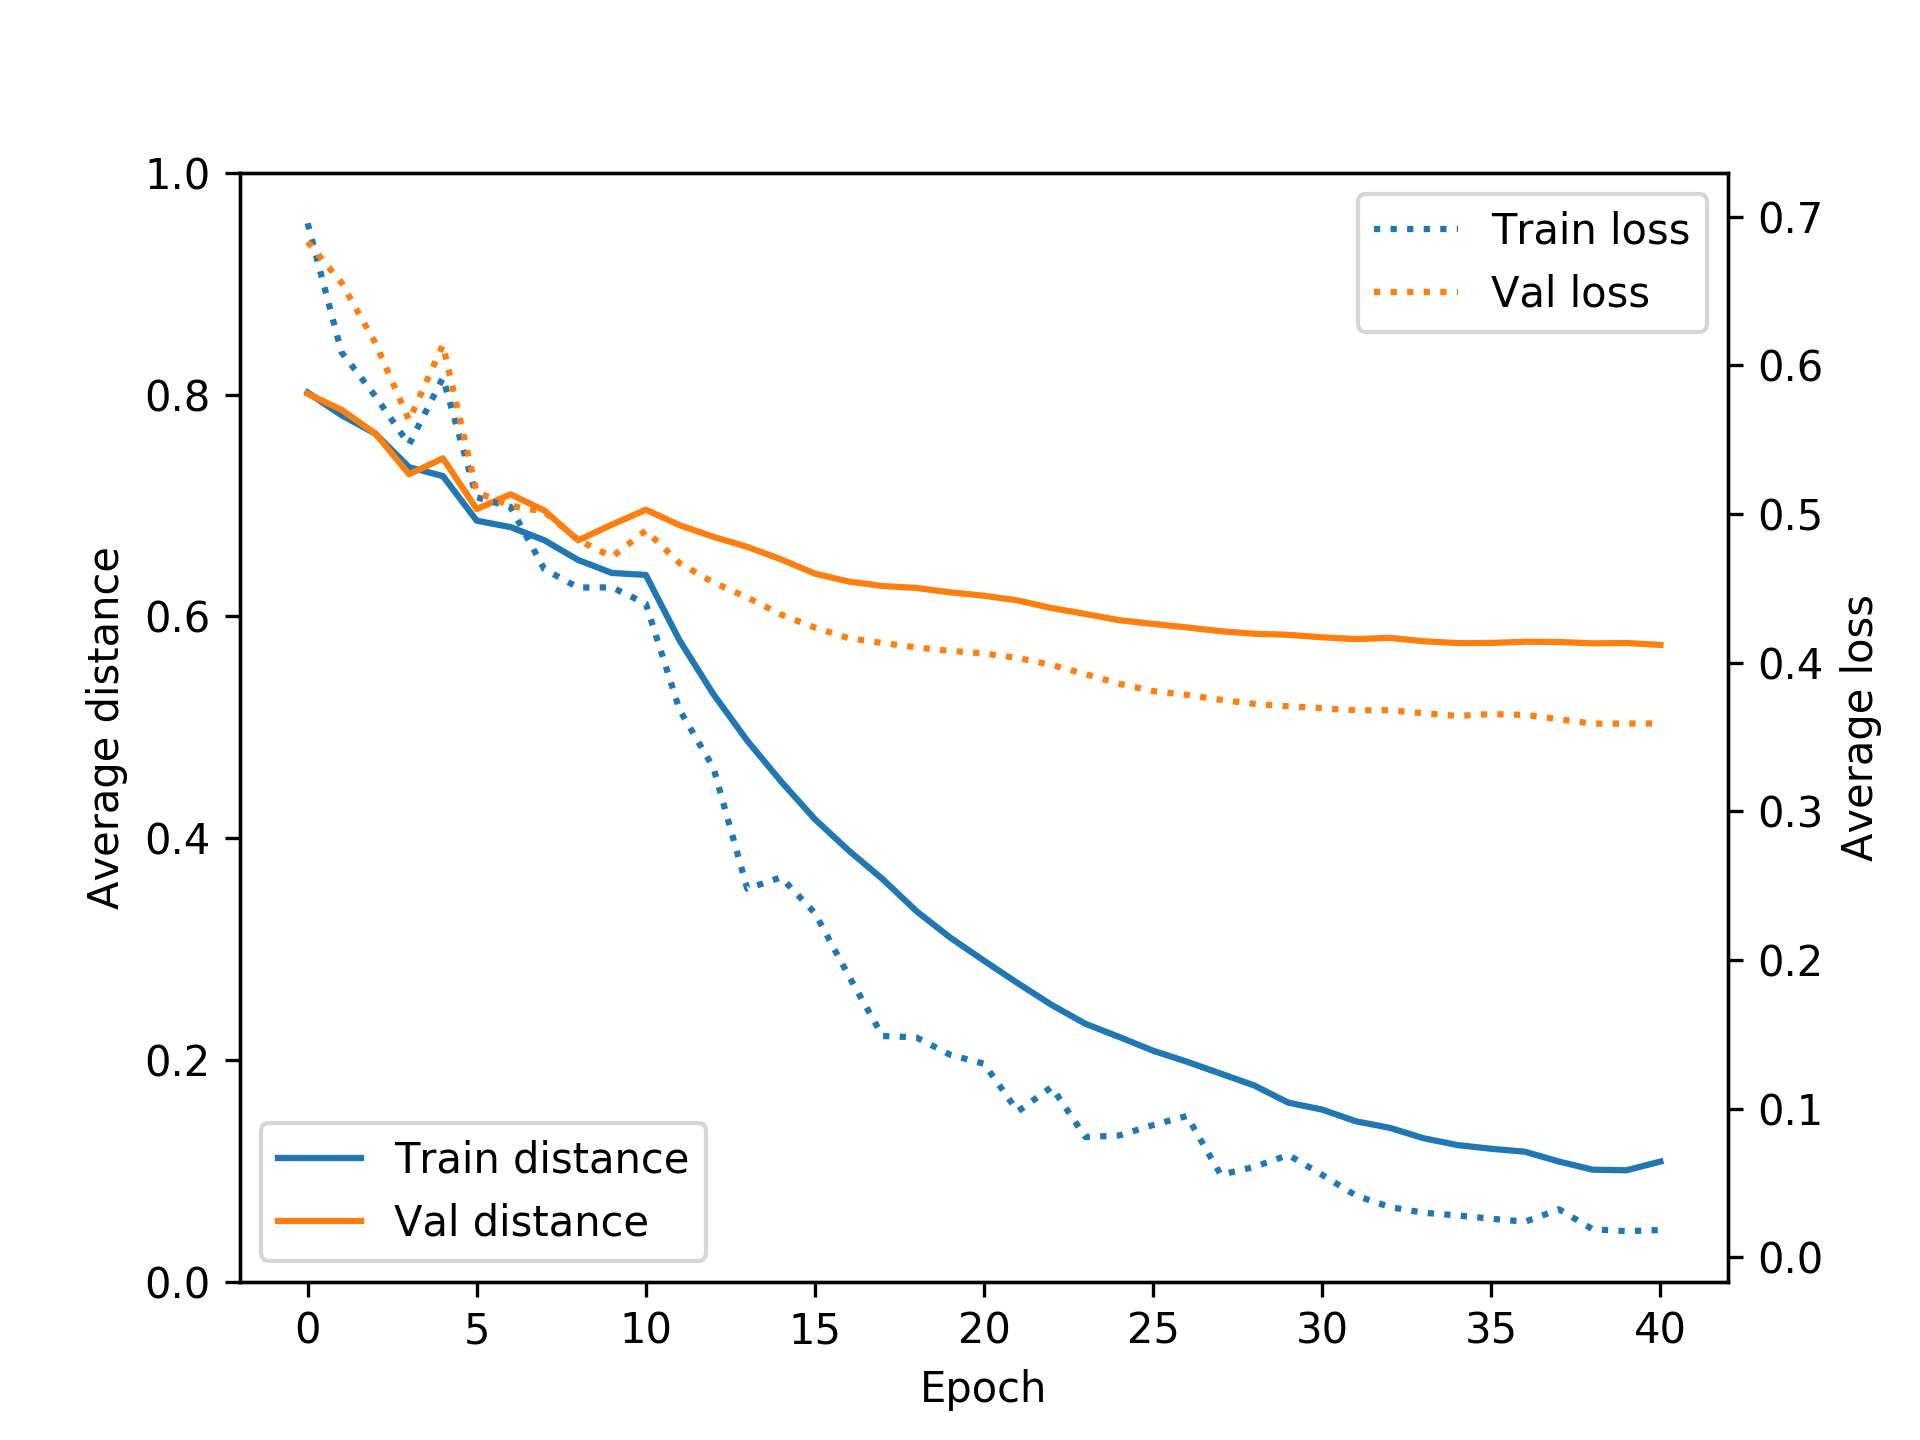 1.0
0.8
0.6
0.4
0.2
0.0
Average distance
0.7
0.6
0.5
0.4
0.3
0.2
0.1
0.0
Average loss
Train loss
Val loss
Train distance
Val distance
0 5 10 15 20 25 30 35 40
Epoch